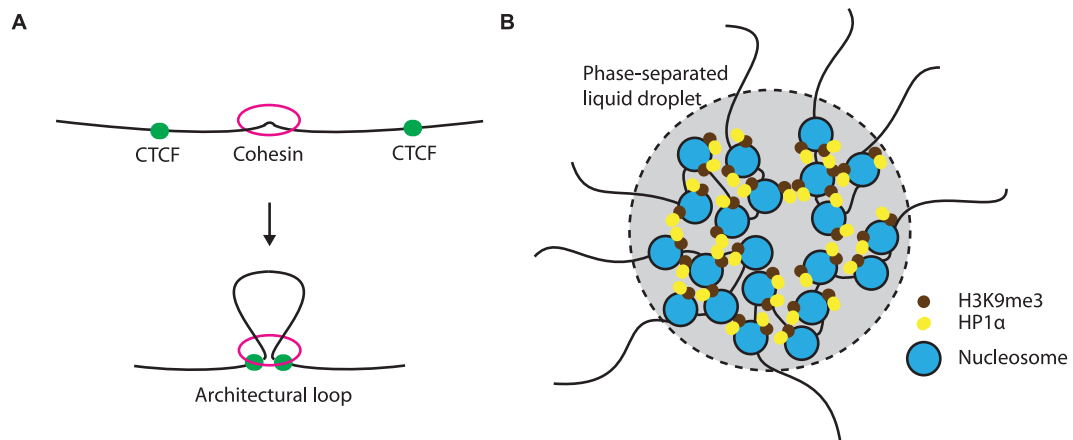 A
CTCF
Cohesin
CTCF
Architectural loop
B
Phase-separated
liquid droplet
H3K9me3
HP1α
Nucleosome